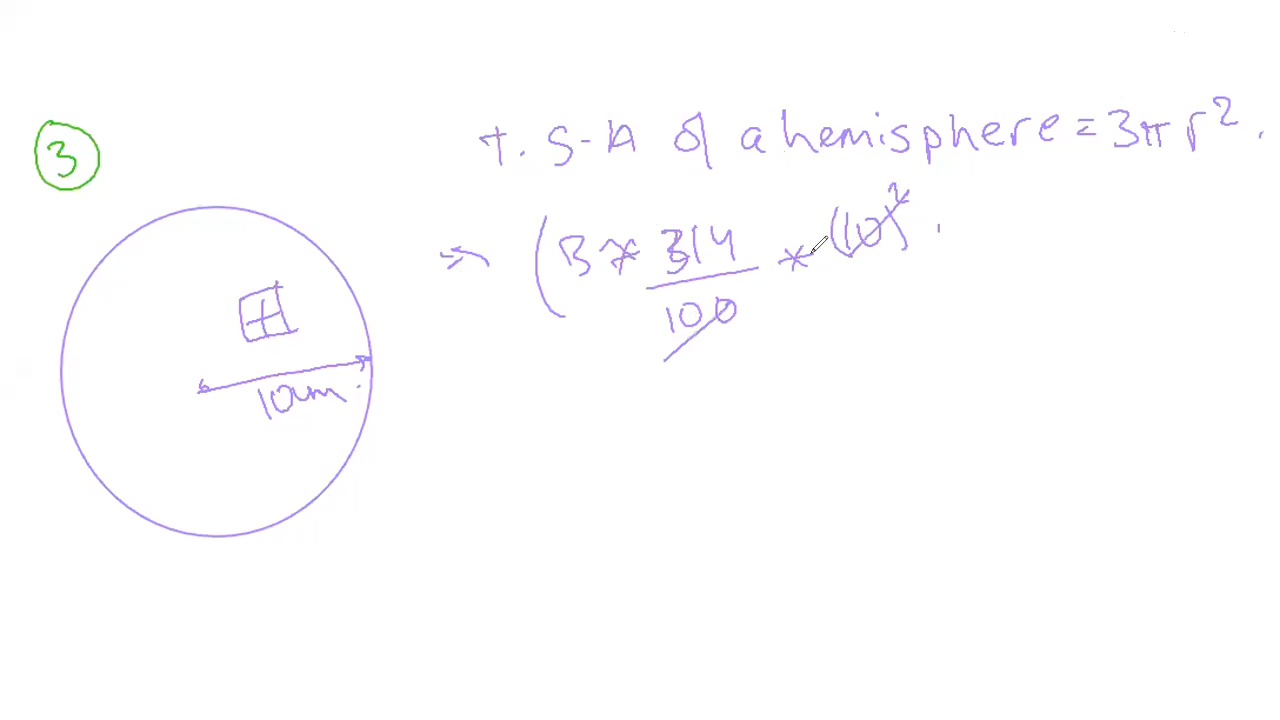 3
T. S-A of a hemisphere = 3πr².
⇒ (3 * 314/100 * (10)².
10cm.